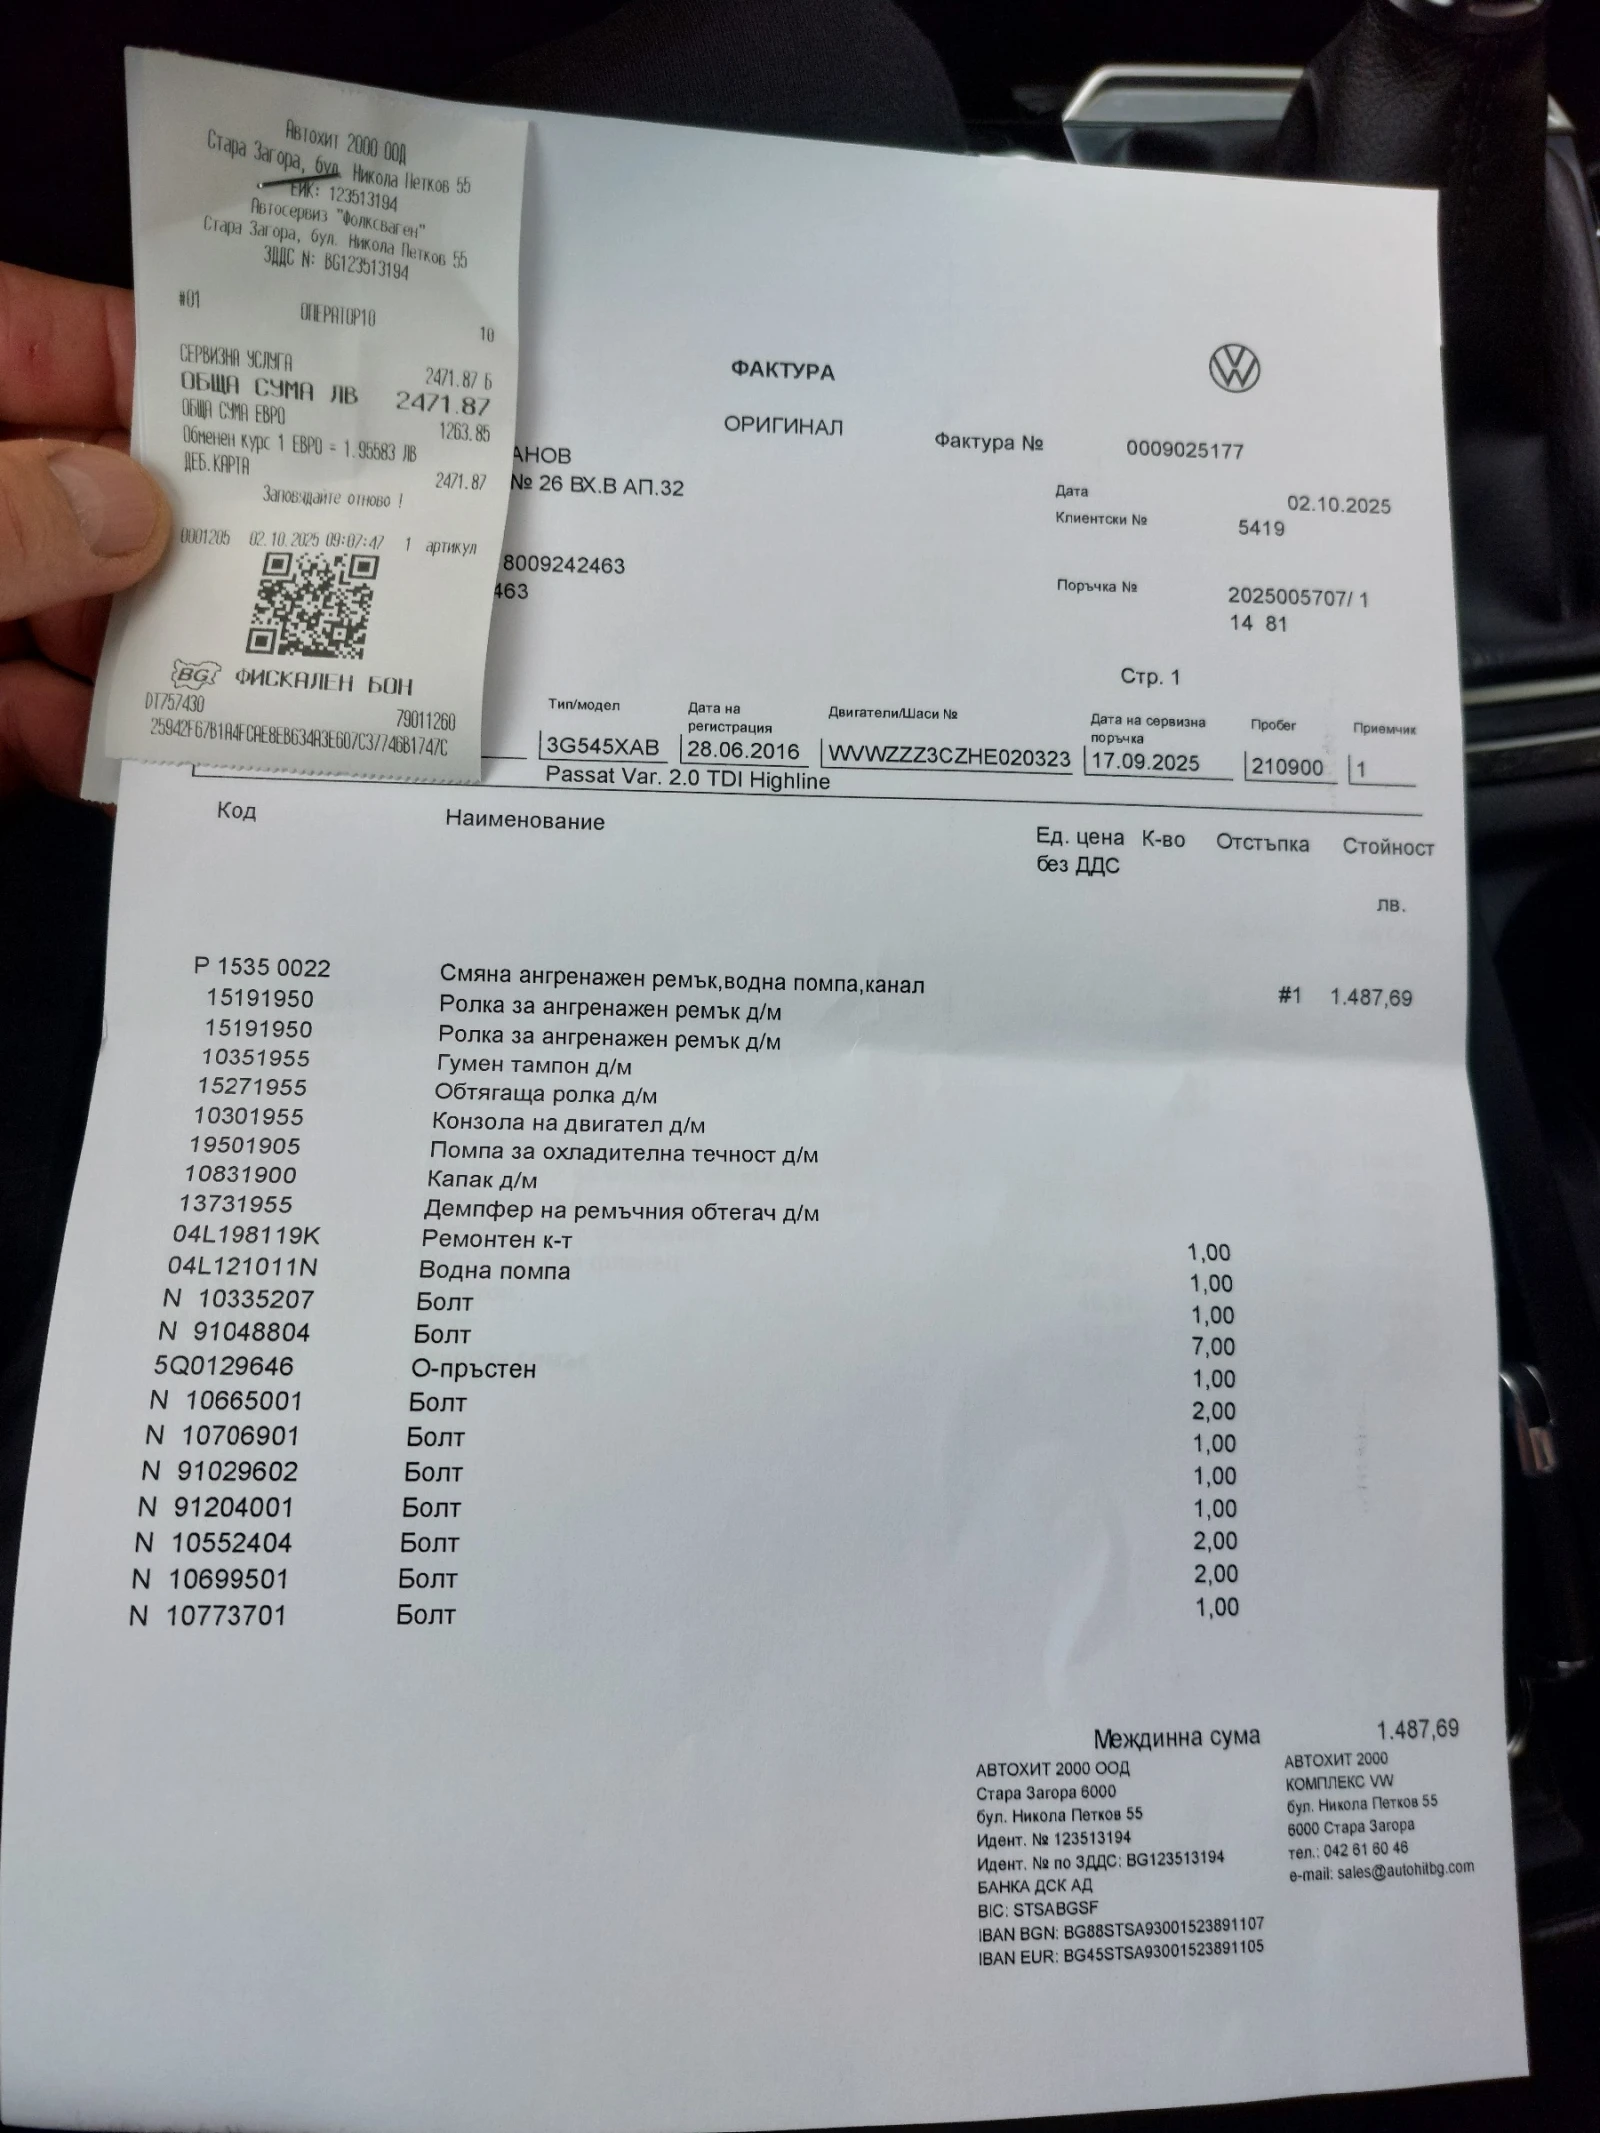 Автохит 2000 ООД
Стара Загора, бул. Никола Петков 55
ЕИК: 123513194
Автосервиз "Фолксваген"
Стара Загора, бул. Никола Петков 55
ЗДДС N: BG123513194
#01 ОПЕРАТОР10 10
СЕРВИЗНА УСЛУГА 2471.87 Б
ОБЩА СУМА ЛВ 2471.87
ОБЩА СУМА ЕВРО 1263.85
Обменен курс 1 ЕВРО = 1.95583 ЛВ
ДЕБ.КАРТА 2471.87
Заповядайте отново !
0001205 02.10.2025 09:07:47 1 артикул
BG ФИСКАЛЕН БОН
DT757430 79011260
25942F67B1A4FCAE8EB634A3E607C37746B1747C
ФАКТУРА
ОРИГИНАЛ
Фактура № 0009025177
АНОВ
№ 26 ВХ.В АП.32
Дата 02.10.2025
Клиентски № 5419
8009242463
463
Поръчка № 2025005707/ 1
14 81
Стр. 1
Тип/модел Дата на регистрация Двигатели/Шаси № Дата на сервизна поръчка Пробег Приемчик
3G545XAB 28.06.2016 WVWZZZ3CZHE020323 17.09.2025 210900 1
Passat Var. 2.0 TDI Highline
Код Наименование Ед. цена без ДДС К-во Отстъпка Стойност
лв.
P 1535 0022 Смяна ангренажен ремък,водна помпа,канал #1 1.487,69
15191950 Ролка за ангренажен ремък д/м
15191950 Ролка за ангренажен ремък д/м
10351955 Гумен тампон д/м
15271955 Обтягаща ролка д/м
10301955 Конзола на двигател д/м
19501905 Помпа за охладителна течност д/м
10831900 Капак д/м
13731955 Демпфер на ремъчния обтегач д/м
04L198119K Ремонтен к-т 1,00
04L121011N Водна помпа 1,00
N 10335207 Болт 1,00
N 91048804 Болт 7,00
5Q0129646 О-пръстен 1,00
N 10665001 Болт 2,00
N 10706901 Болт 1,00
N 91029602 Болт 1,00
N 91204001 Болт 1,00
N 10552404 Болт 2,00
N 10699501 Болт 2,00
N 10773701 Болт 1,00
Междинна сума 1.487,69
АВТОХИТ 2000 ООД
Стара Загора 6000
бул. Никола Петков 55
Идент. № 123513194
Идент. № по ЗДДС: BG123513194
БАНКА ДСК АД
BIC: STSABGSF
IBAN BGN: BG88STSA93001523891107
IBAN EUR: BG45STSA93001523891105
АВТОХИТ 2000
КОМПЛЕКС VW
бул. Никола Петков 55
6000 Стара Загора
тел.: 042 61 60 46
e-mail: sales@autohitbg.com